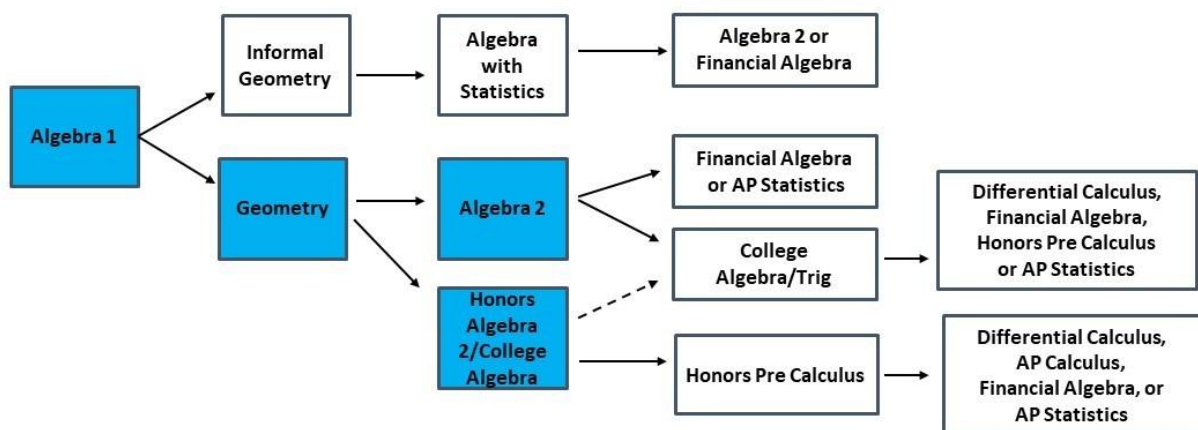 Algebra 1
Informal
Geometry
Algebra
with
Statistics
Algebra 2 or
Financial Algebra
Geometry
Algebra 2
Financial Algebra
or AP Statistics
Honors
Algebra
2/College
Algebra
College
Algebra/Trig
Differential Calculus,
Financial Algebra,
Honors Pre Calculus
or AP Statistics
Honors Pre Calculus
Differential Calculus,
AP Calculus,
Financial Algebra, or
AP Statistics